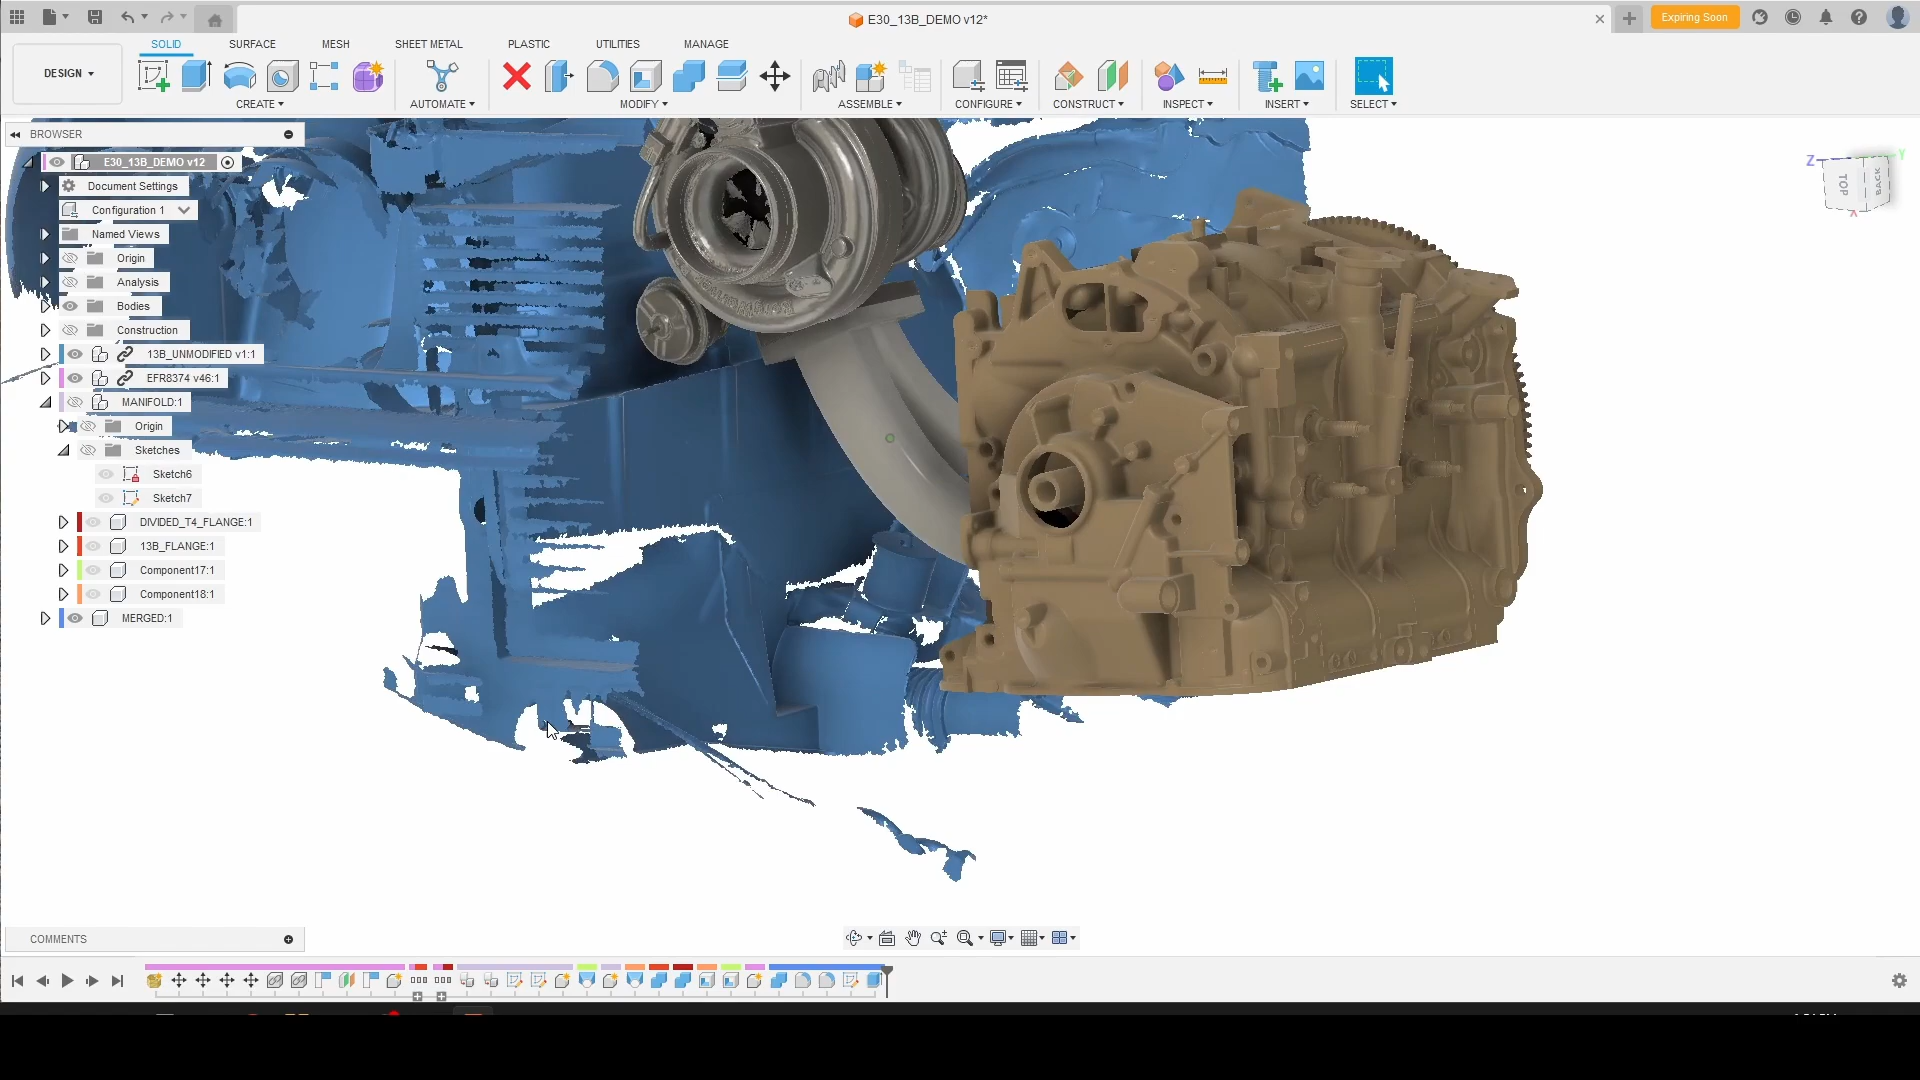 E30_13B_DEMO v12*
Expiring Soon
DESIGN
SOLID
SURFACE
MESH
SHEET METAL
PLASTIC
UTILITIES
MANAGE
CREATE
AUTOMATE
MODIFY
ASSEMBLE
CONFIGURE
CONSTRUCT
INSPECT
INSERT
SELECT
BROWSER
E30_13B_DEMO v12
Document Settings
Configuration 1
Named Views
Origin
Analysis
Bodies
Construction
13B_UNMODIFIED v1:1
EFR8374 v46:1
MANIFOLD:1
Origin
Sketches
Sketch6
Sketch7
DIVIDED_T4_FLANGE:1
13B_FLANGE:1
Component17:1
Component18:1
MERGED:1
Z
Y
TOP
BACK
X
COMMENTS